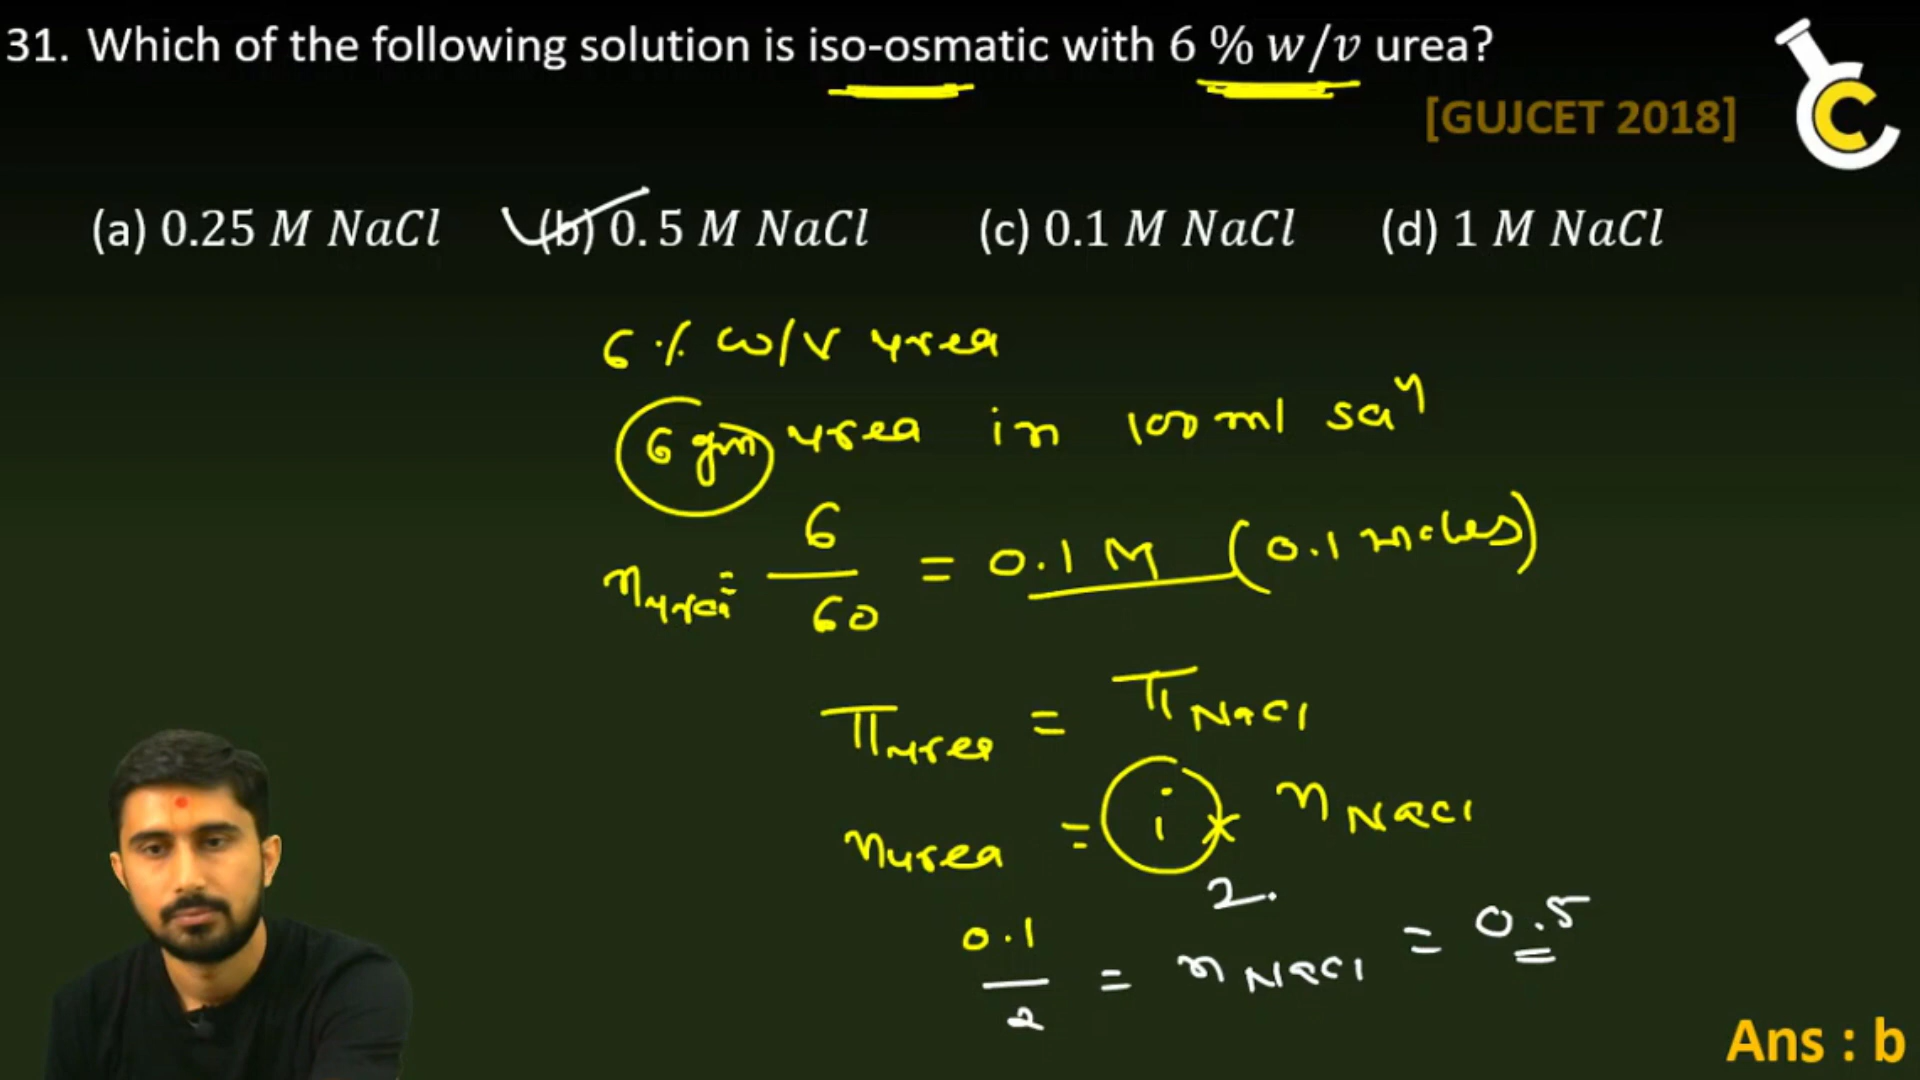 31. Which of the following solution is iso-osmatic with 6 % w/v urea?
[GUJCET 2018]
C
(a) 0.25 M NaCl (b) 0.5 M NaCl (c) 0.1 M NaCl (d) 1 M NaCl
6 % w/v urea
6 gm urea in 100 ml solⁿ
n urea = 6/60 = 0.1 M (0.1 moles)
π urea = π NaCl
n urea = i × n NaCl
2.
0.1/2 = n NaCl = 0.5
Ans : b